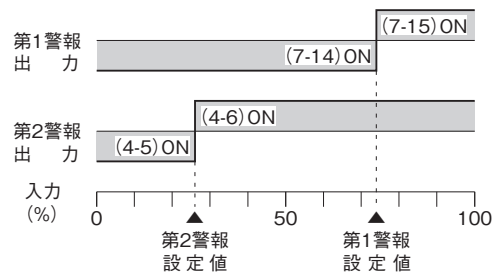 (7-15) ON
第1警報
出　力
(7-14) ON
(4-6) ON
第2警報
出　力
(4-5) ON
入力
(%)
0
50
100
第2警報
設定値
第1警報
設定値